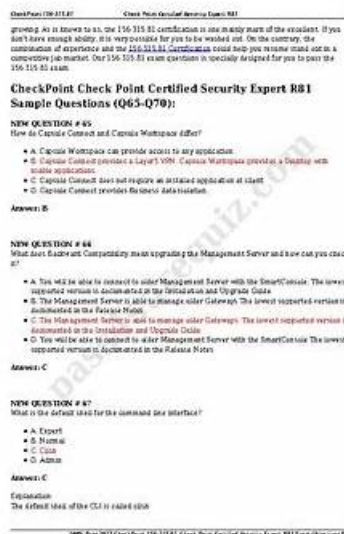 CheckPoint 156-315.81 Check Point Certified Security Expert R81
growing. As is known to us, the 156-315.81 certification is one mainly mark of the excellent. If you
don't have enough ability, it is very possible for you to be washed out. On the contrary, the
combination of experience and the 156-315.81 Certification could help you resume stand out in a
competitive job market. Our 156-315.81 exam questions is specially designed for you to pass the
156-315.81 exam.
CheckPoint Check Point Certified Security Expert R81
Sample Questions (Q65-Q70):
NEW QUESTION # 65
How do Capsule Connect and Capsule Workspace differ?
A. Capsule Workspace can provide access to any application
B. Capsule Connect provides a Layer3 VPN. Capsule Workspace provides a Desktop with
usable applications
C. Capsule Connect does not require an installed application at client
D. Capsule Connect provides Business data isolation
Answer: B
NEW QUESTION # 66
What does Backward Compatibility mean upgrading the Management Server and how can you check
it?
A. You will be able to connect to older Management Server with the SmartConsole. The lowest
supported version is documented in the Installation and Upgrade Guide
B. The Management Server is able to manage older Gateways. The lowest supported version is
documented in the Release Notes
C. The Management Server is able to manage older Gateways. The lowest supported version is
documented in the Installation and Upgrade Guide
D. You will be able to connect to older Management Server with the SmartConsole The lowest
supported version is documented in the Release Notes
Answer: C
NEW QUESTION # 67
What is the default shell for the command line interface?
A. Expert
B. Normal
C. Clish
D. Admin
Answer: C
Explanation
The default shell of the CLI is called clish